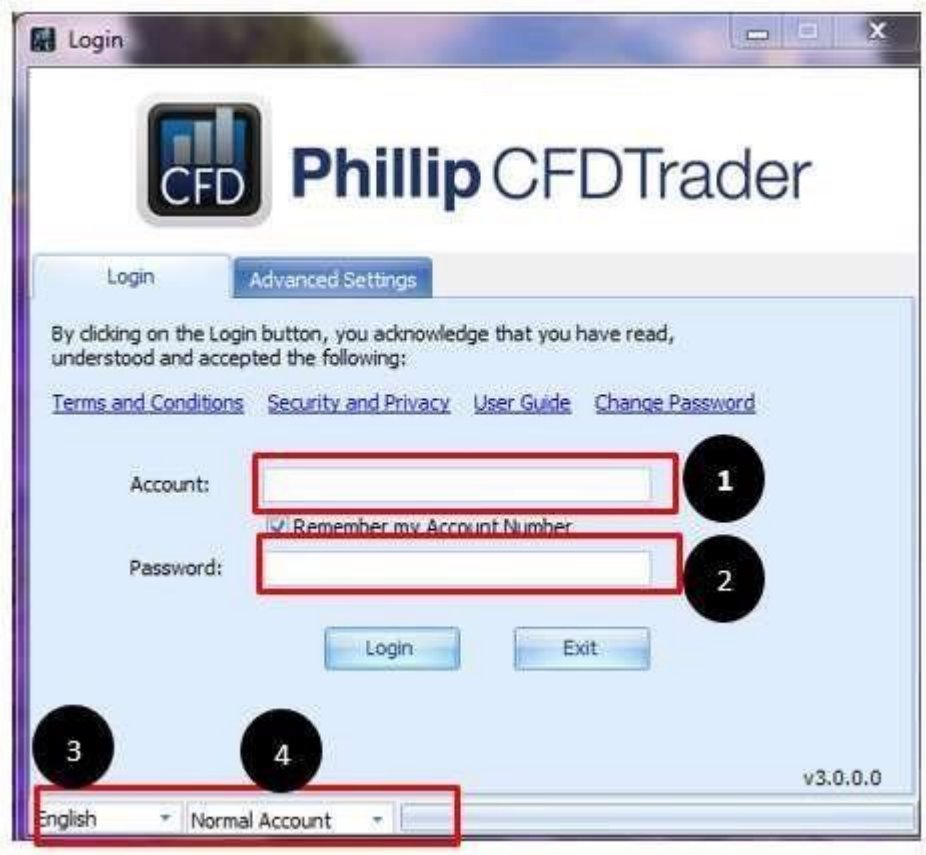 Login
CFD
Phillip CFDTrader
Login
Advanced Settings
By clicking on the Login button, you acknowledge that you have read,
understood and accepted the following:
Terms and Conditions Security and Privacy User Guide Change Password
Account:
1
Remember my Account Number
Password:
2
Login Exit
3
4
v3.0.0.0
English Normal Account